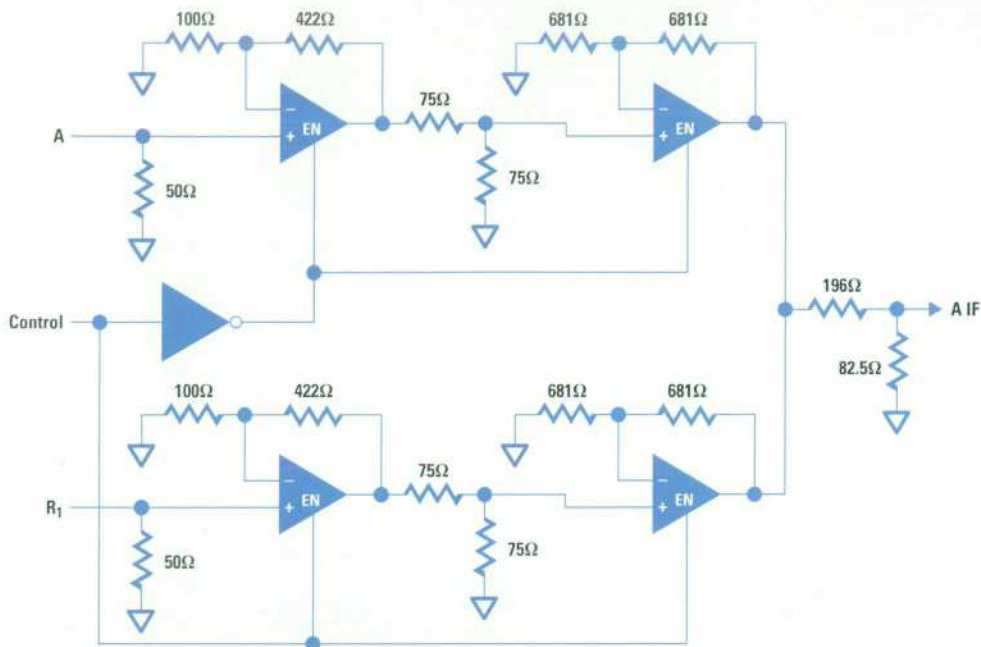 100Ω
422Ω
681Ω
681Ω
75Ω
−
+
EN
−
+
EN
A
50Ω
75Ω
196Ω
A IF
Control
82.5Ω
100Ω
422Ω
681Ω
681Ω
75Ω
−
+
EN
−
+
EN
R₁
50Ω
75Ω